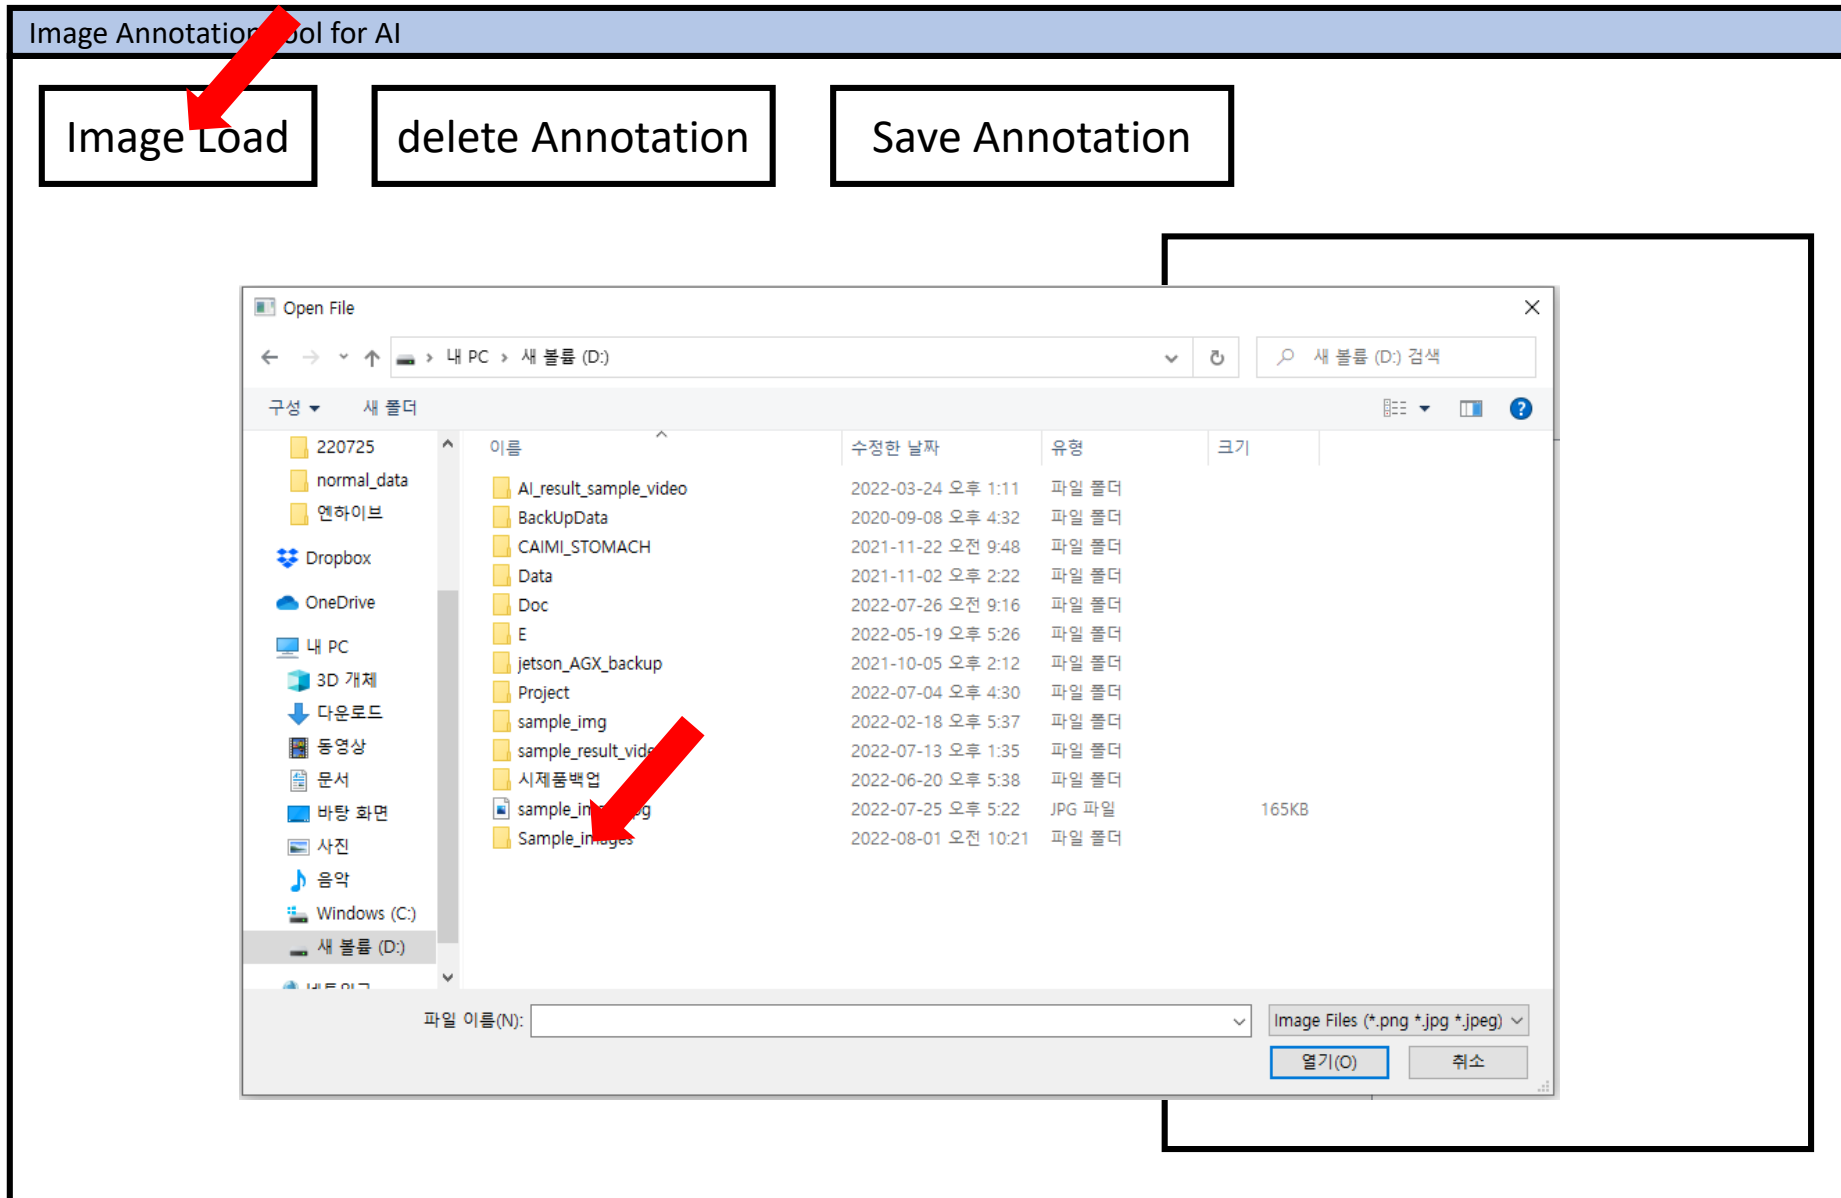 Image Annotation Tool for AI
Image Load
delete Annotation
Save Annotation
Open File
내 PC › 새 볼륨 (D:)
새 볼륨 (D:) 검색
구성
새 폴더
220725
normal_data
엔하이브
Dropbox
OneDrive
내 PC
3D 개체
다운로드
동영상
문서
바탕 화면
사진
음악
Windows (C:)
새 볼륨 (D:)
이름 수정한 날짜 유형 크기
AI_result_sample_video 2022-03-24 오후 1:11 파일 폴더
BackUpData 2020-09-08 오후 4:32 파일 폴더
CAIMI_STOMACH 2021-11-22 오전 9:48 파일 폴더
Data 2021-11-02 오후 2:22 파일 폴더
Doc 2022-07-26 오전 9:16 파일 폴더
E 2022-05-19 오후 5:26 파일 폴더
jetson_AGX_backup 2021-10-05 오후 2:12 파일 폴더
Project 2022-07-04 오후 4:30 파일 폴더
sample_img 2022-02-18 오후 5:37 파일 폴더
sample_result_video 2022-07-13 오후 1:35 파일 폴더
시제품백업 2022-06-20 오후 5:38 파일 폴더
2022-07-25 오후 5:22 JPG 파일 165KB
Sample_images 2022-08-01 오전 10:21 파일 폴더
파일 이름(N):
Image Files (*.png *.jpg *.jpeg)
열기(O)
취소